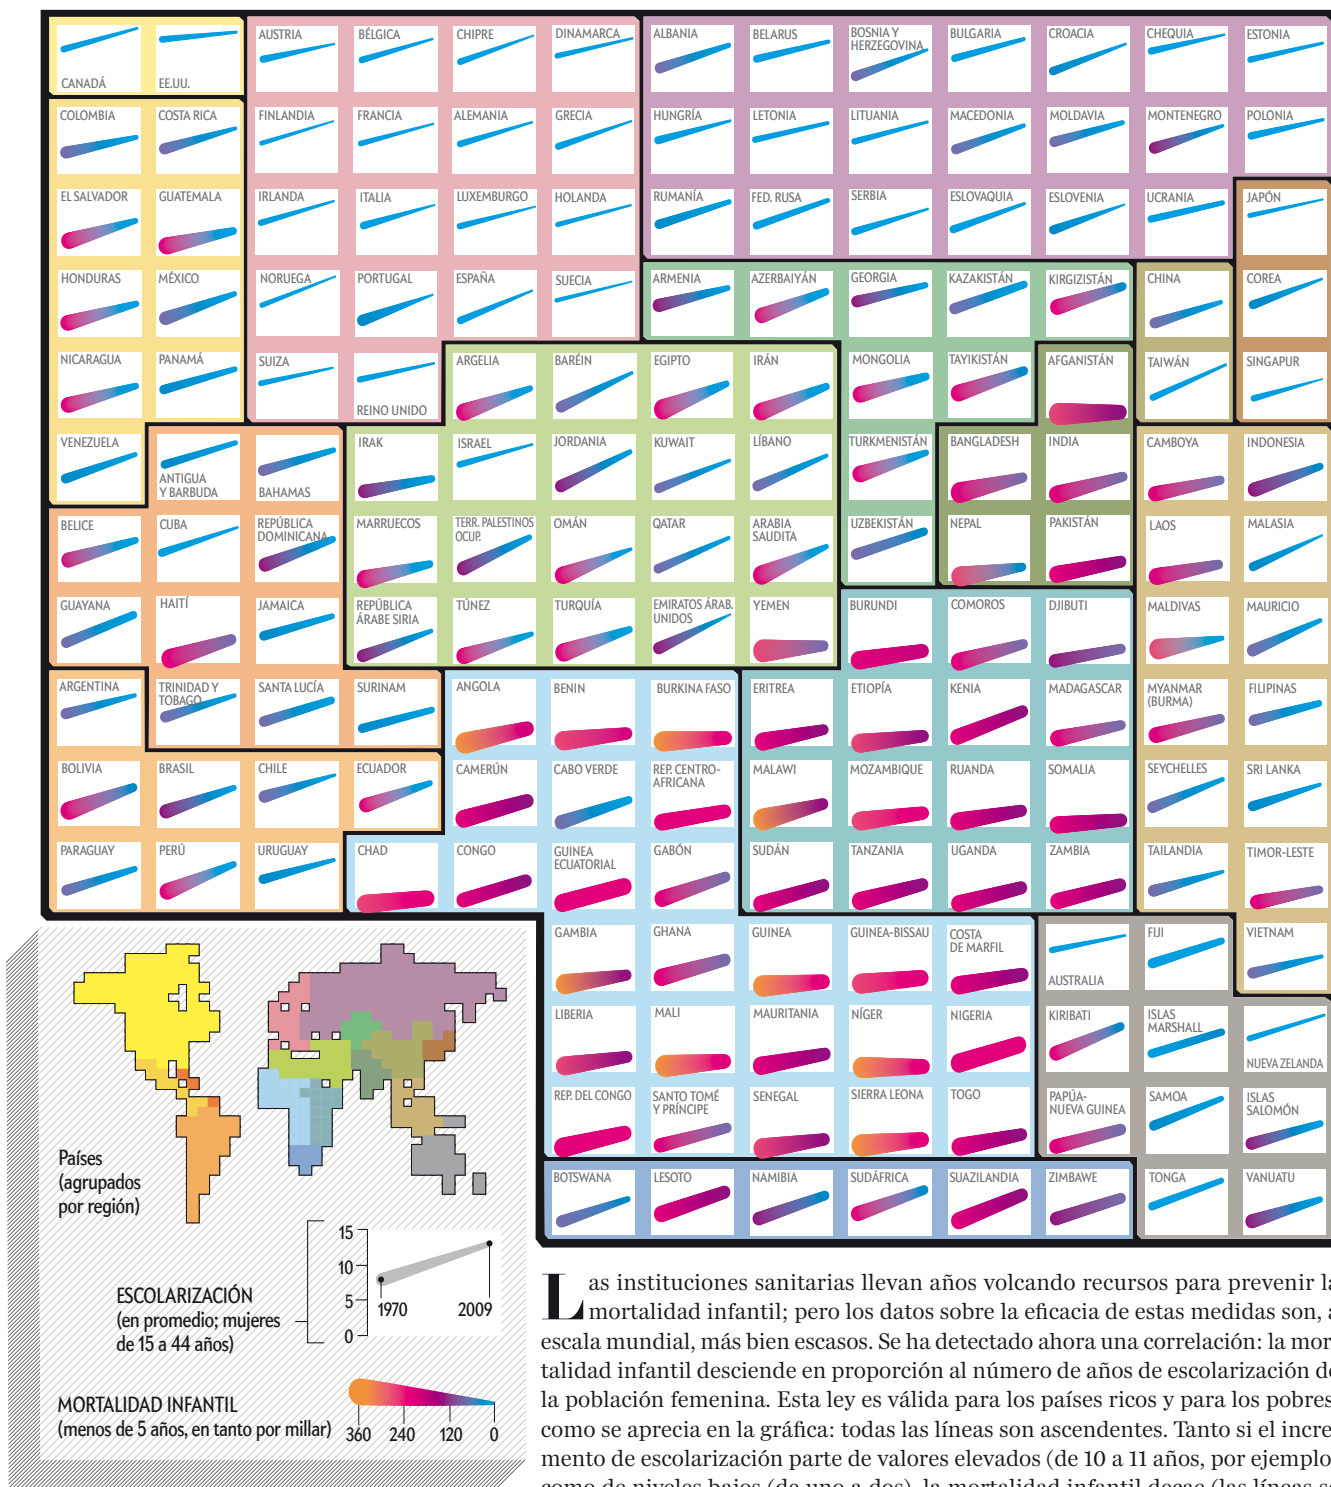 CANADÁ
EE.UU.
AUSTRIA
BÉLGICA
CHIPRE
DINAMARCA
ALBANIA
BELARUS
BOSNIA Y
HERZEGOVINA
BULGARIA
CROACIA
CHEQUIA
ESTONIA
COLOMBIA
COSTA RICA
FINLANDIA
FRANCIA
ALEMANIA
GRECIA
HUNGRÍA
LETONIA
LITUANIA
MACEDONIA
MOLDAVIA
MONTENEGRO
POLONIA
EL SALVADOR
GUATEMALA
IRLANDA
ITALIA
LUXEMBURGO
HOLANDA
RUMANÍA
FED. RUSA
SERBIA
ESLOVAQUIA
ESLOVENIA
UCRANIA
JAPÓN
HONDURAS
MÉXICO
NORUEGA
PORTUGAL
ESPAÑA
SUECIA
ARMENIA
AZERBAIYÁN
GEORGIA
KAZAKISTÁN
KIRGIZISTÁN
CHINA
COREA
NICARAGUA
PANAMÁ
SUIZA
REINO UNIDO
ARGELIA
BARÉIN
EGIPTO
IRÁN
MONGOLIA
TAYIKISTÁN
AFGANISTÁN
TAIWÁN
SINGAPUR
VENEZUELA
ANTIGUA
Y BARBUDA
BAHAMAS
IRAK
ISRAEL
JORDANIA
KUWAIT
LÍBANO
TURKMENISTÁN
BANGLADESH
INDIA
CAMBOYA
INDONESIA
BELICE
CUBA
REPÚBLICA
DOMINICANA
MARRUECOS
TERR. PALESTINOS
OCUP.
OMÁN
QATAR
ARABIA
SAUDITA
UZBEKISTÁN
NEPAL
PAKISTÁN
LAOS
MALASIA
GUAYANA
HAITÍ
JAMAICA
REPÚBLICA
ÁRABE SIRIA
TÚNEZ
TURQUÍA
EMIRATOS ÁRAB.
UNIDOS
YEMEN
BURUNDI
COMOROS
DJIBUTI
MALDIVAS
MAURICIO
ARGENTINA
TRINIDAD Y
TOBAGO
SANTA LUCÍA
SURINAM
ANGOLA
BENIN
BURKINA FASO
ERITREA
ETIOPÍA
KENIA
MADAGASCAR
MYANMAR
(BURMA)
FILIPINAS
BOLIVIA
BRASIL
CHILE
ECUADOR
CAMERÚN
CABO VERDE
REP. CENTRO-
AFRICANA
MALAWI
MOZAMBIQUE
RUANDA
SOMALIA
SEYCHELLES
SRI LANKA
PARAGUAY
PERÚ
URUGUAY
CHAD
CONGO
GUINEA
ECUATORIAL
GABÓN
SUDÁN
TANZANIA
UGANDA
ZAMBIA
TAILANDIA
TIMOR-LESTE
GAMBIA
GHANA
GUINEA
GUINEA-BISSAU
COSTA
DE MARFIL
AUSTRALIA
FIJI
VIETNAM
LIBERIA
MALI
MAURITANIA
NÍGER
NIGERIA
KIRIBATI
ISLAS
MARSHALL
NUEVA ZELANDA
REP. DEL CONGO
SANTO TOMÉ
Y PRÍNCIPE
SENEGAL
SIERRA LEONA
TOGO
PAPÚA-
NUEVA GUINEA
SAMOA
ISLAS
SALOMÓN
BOTSWANA
LESOTO
NAMIBIA
SUDÁFRICA
SUAZILANDIA
ZIMBAWE
TONGA
VANUATU
Países
(agrupados
por región)
ESCOLARIZACIÓN
(en promedio; mujeres
de 15 a 44 años)
15
10
5
0
1970
2009
MORTALIDAD INFANTIL
(menos de 5 años, en tanto por millar)
360
240
120
0
Las instituciones sanitarias llevan años volcando recursos para prevenir la
mortalidad infantil; pero los datos sobre la eficacia de estas medidas son, a
escala mundial, más bien escasos. Se ha detectado ahora una correlación: la mor
talidad infantil desciende en proporción al número de años de escolarización de
la población femenina. Esta ley es válida para los países ricos y para los pobres
como se aprecia en la gráfica: todas las líneas son ascendentes. Tanto si el incre
mento de escolarización parte de valores elevados (de 10 a 11 años, por ejemplo
como de niveles bajos (de uno a dos), la mortalidad infantil decae (las líneas se